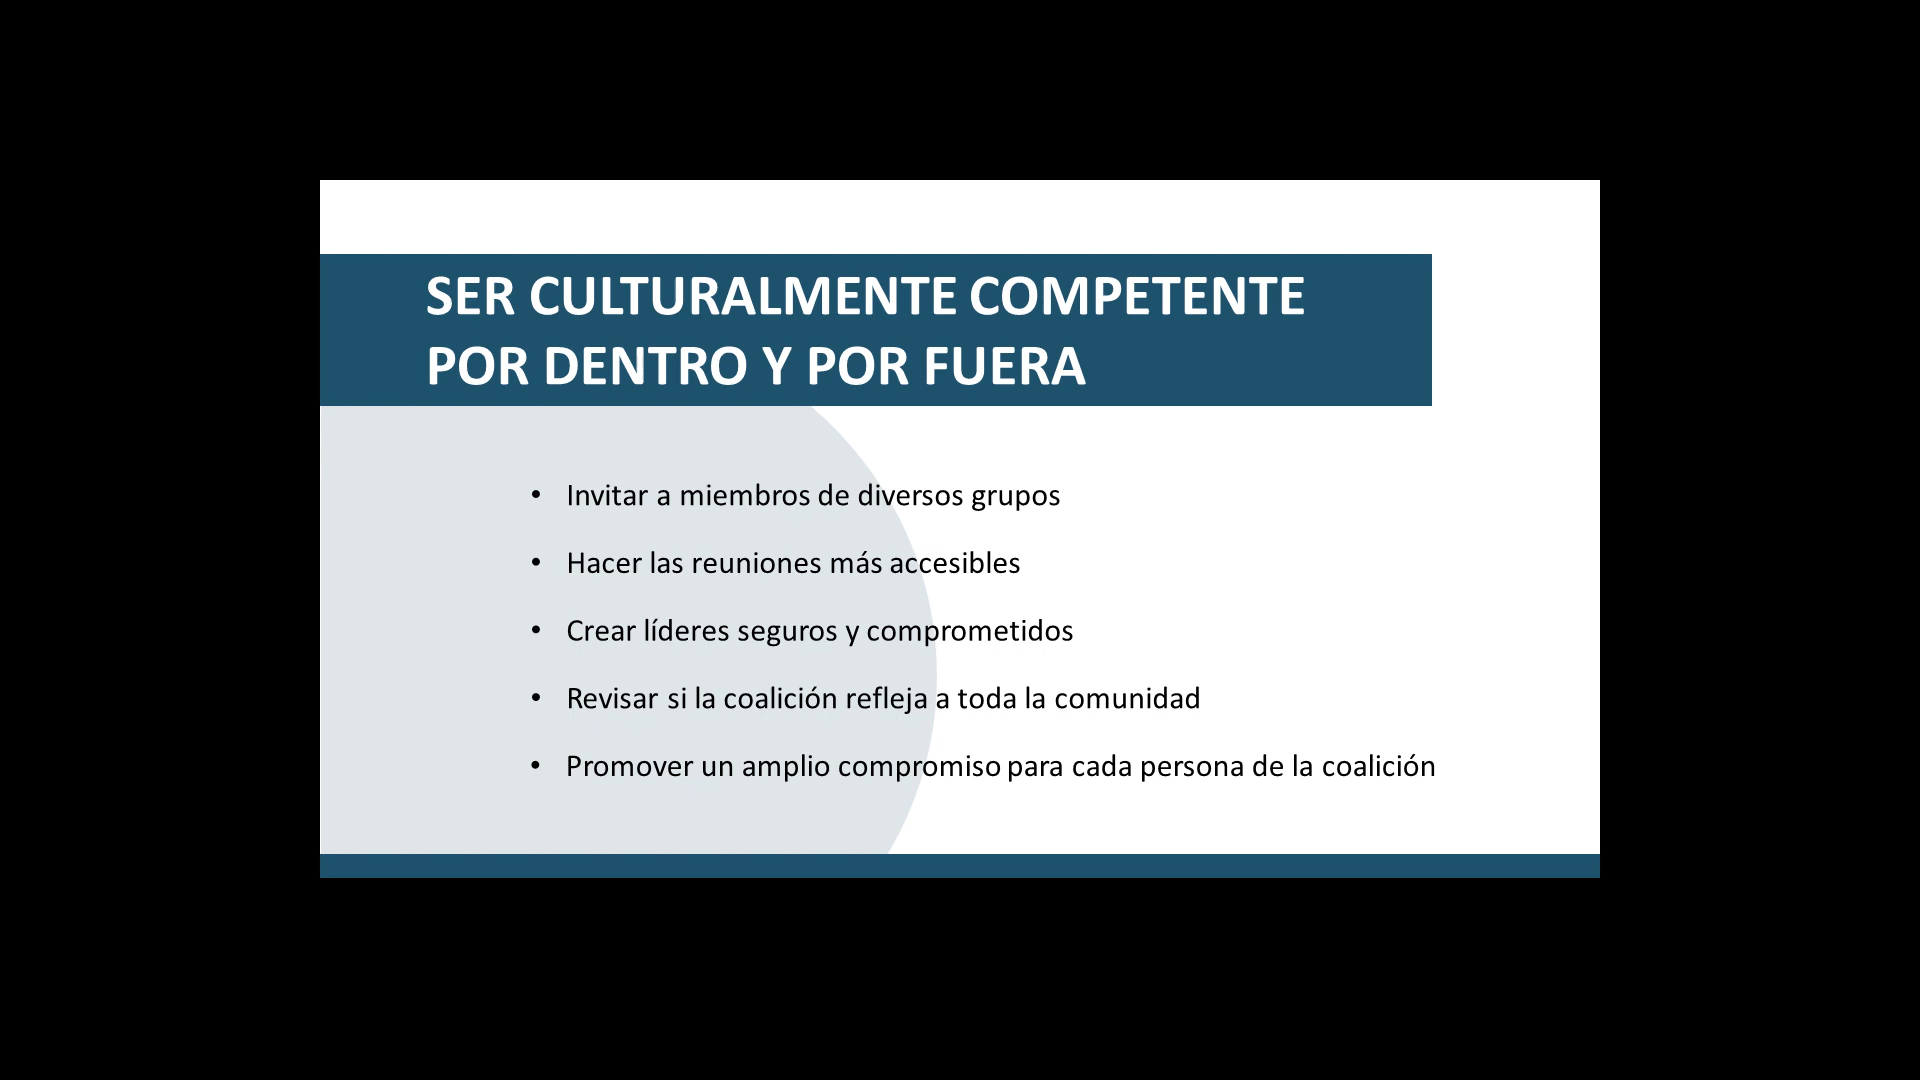 SER CULTURALMENTE COMPETENTE
POR DENTRO Y POR FUERA
• Invitar a miembros de diversos grupos
• Hacer las reuniones más accesibles
• Crear líderes seguros y comprometidos
• Revisar si la coalición refleja a toda la comunidad
• Promover un amplio compromiso para cada persona de la coalición